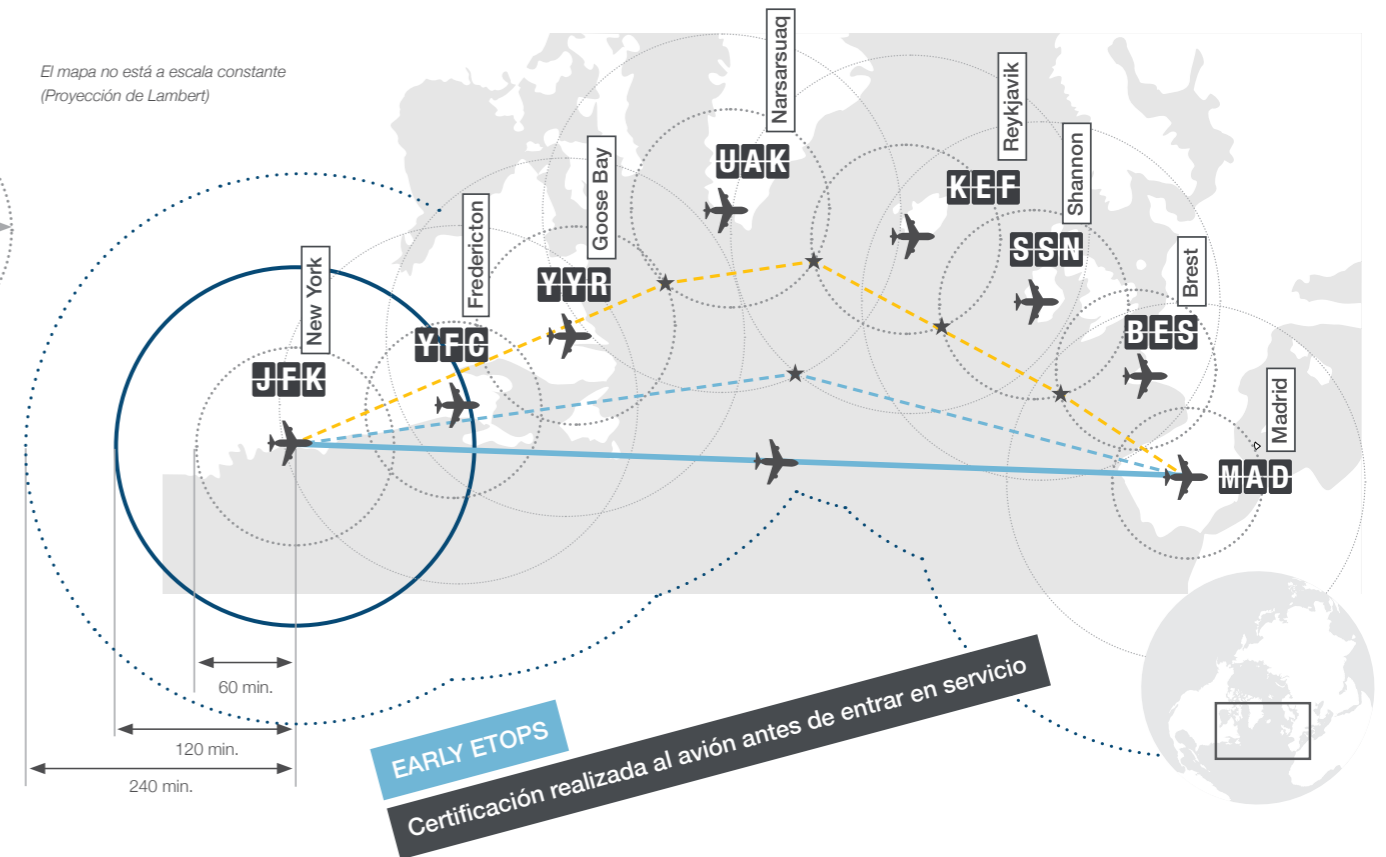 El mapa no está a escala constante
(Proyección de Lambert)
Narsarsuaq
UAK
Reykjavik
KEF
Shannon
SSN
Goose Bay
YYR
Fredericton
YFC
New York
JFK
Brest
BES
Madrid
MAD
60 min.
120 min.
240 min.
EARLY ETOPS
Certificación realizada al avión antes de entrar en servicio